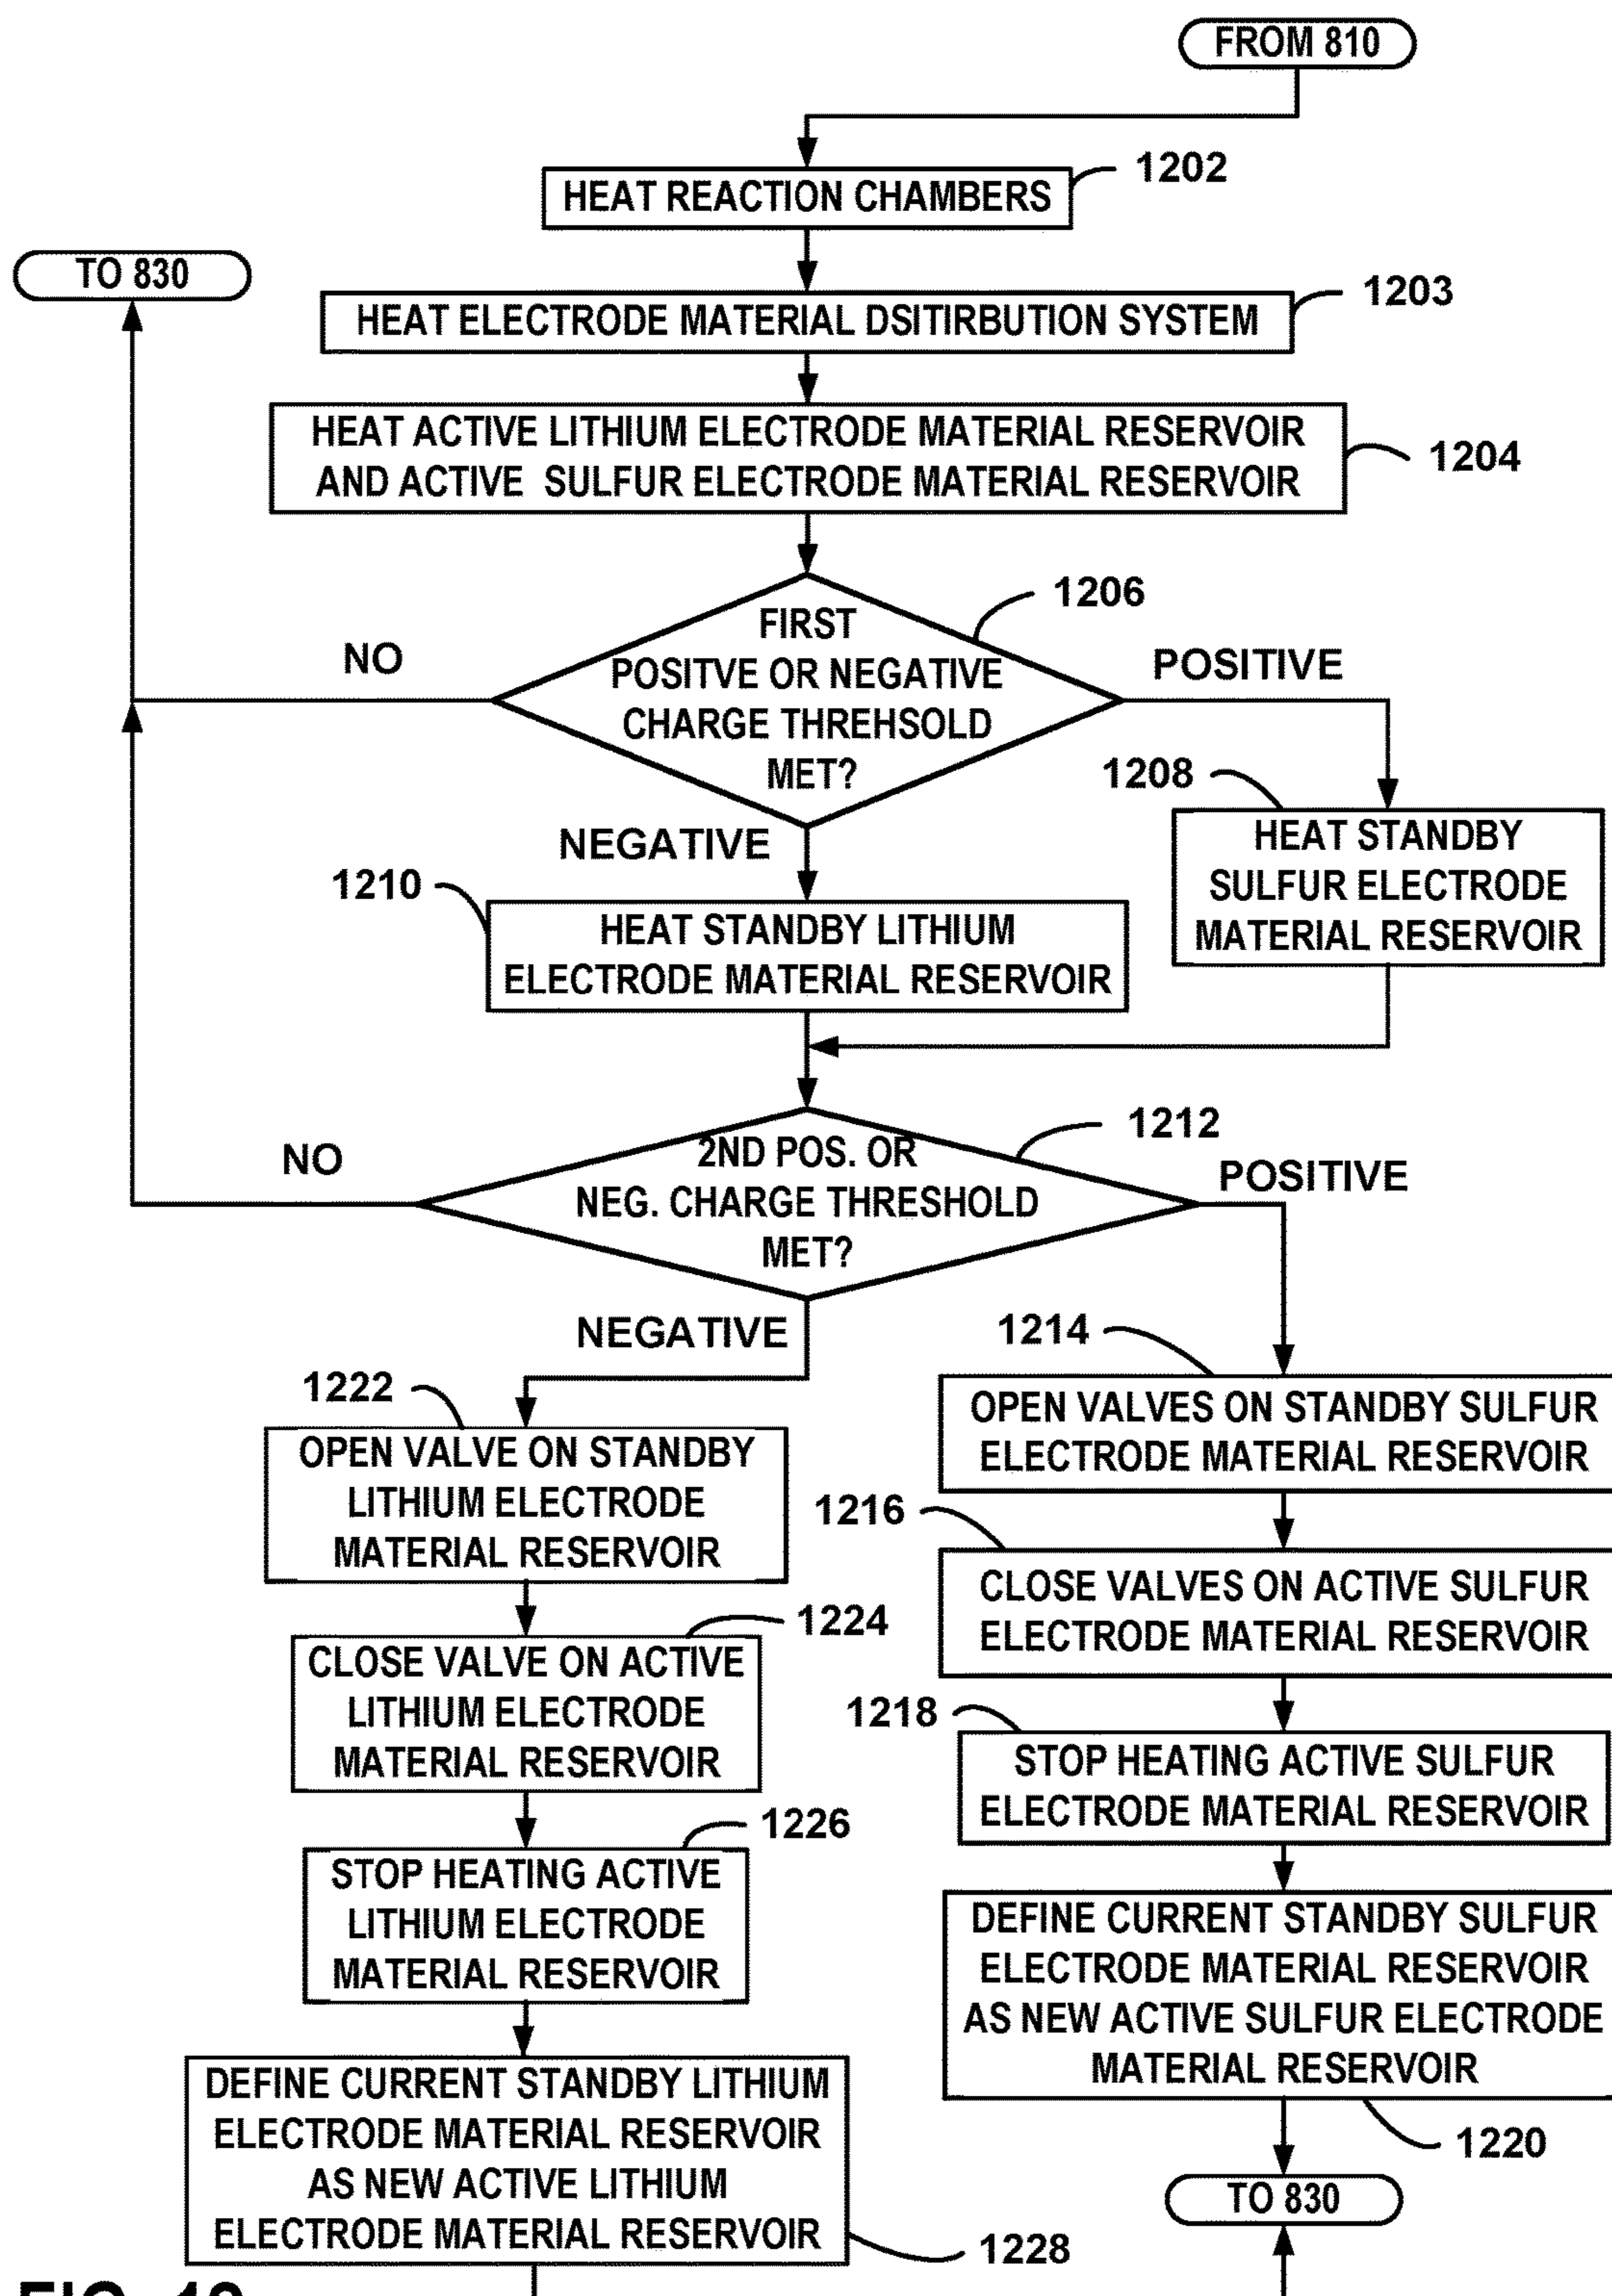 FROM 810
1202
HEAT REACTION CHAMBERS
TO 830
1203
HEAT ELECTRODE MATERIAL DSITIRBUTION SYSTEM
HEAT ACTIVE LITHIUM ELECTRODE MATERIAL RESERVOIR
AND ACTIVE SULFUR ELECTRODE MATERIAL RESERVOIR
1204
1206
FIRST
POSITVE OR NEGATIVE
CHARGE THREHSOLD
MET?
NO
POSITIVE
1208
HEAT STANDBY
SULFUR ELECTRODE
MATERIAL RESERVOIR
NEGATIVE
1210
HEAT STANDBY LITHIUM
ELECTRODE MATERIAL RESERVOIR
1212
2ND POS. OR
NEG. CHARGE THRESHOLD
MET?
NO
POSITIVE
NEGATIVE
1214
OPEN VALVES ON STANDBY SULFUR
ELECTRODE MATERIAL RESERVOIR
1222
OPEN VALVE ON STANDBY
LITHIUM ELECTRODE
MATERIAL RESERVOIR
1216
CLOSE VALVES ON ACTIVE SULFUR
ELECTRODE MATERIAL RESERVOIR
1224
CLOSE VALVE ON ACTIVE
LITHIUM ELECTRODE
MATERIAL RESERVOIR
1218
STOP HEATING ACTIVE SULFUR
ELECTRODE MATERIAL RESERVOIR
1226
STOP HEATING ACTIVE
LITHIUM ELECTRODE
MATERIAL RESERVOIR
DEFINE CURRENT STANDBY SULFUR
ELECTRODE MATERIAL RESERVOIR
AS NEW ACTIVE SULFUR ELECTRODE
MATERIAL RESERVOIR
1220
DEFINE CURRENT STANDBY LITHIUM
ELECTRODE MATERIAL RESERVOIR
AS NEW ACTIVE LITHIUM
ELECTRODE MATERIAL RESERVOIR
1228
TO 830